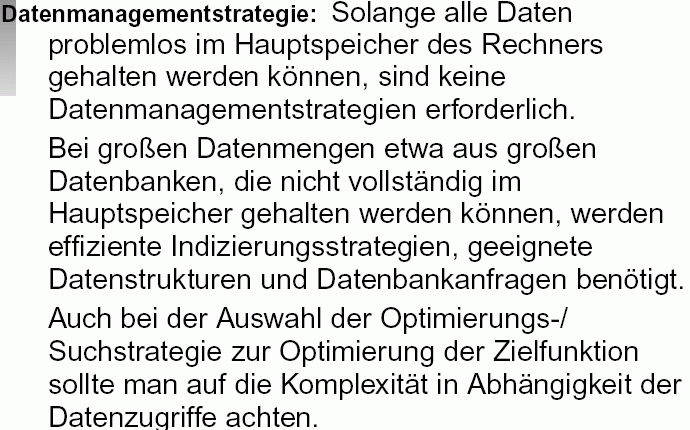 Datenmanagementstrategie: Solange alle Daten
problemlos im Hauptspeicher des Rechners
gehalten werden können, sind keine
Datenmanagementstrategien erforderlich.
Bei großen Datenmengen etwa aus großen
Datenbanken, die nicht vollständig im
Hauptspeicher gehalten werden können, werden
effiziente Indizierungsstrategien, geeignete
Datenstrukturen und Datenbankanfragen benötigt.
Auch bei der Auswahl der Optimierungs-/
Suchstrategie zur Optimierung der Zielfunktion
sollte man auf die Komplexität in Abhängigkeit der
Datenzugriffe achten.